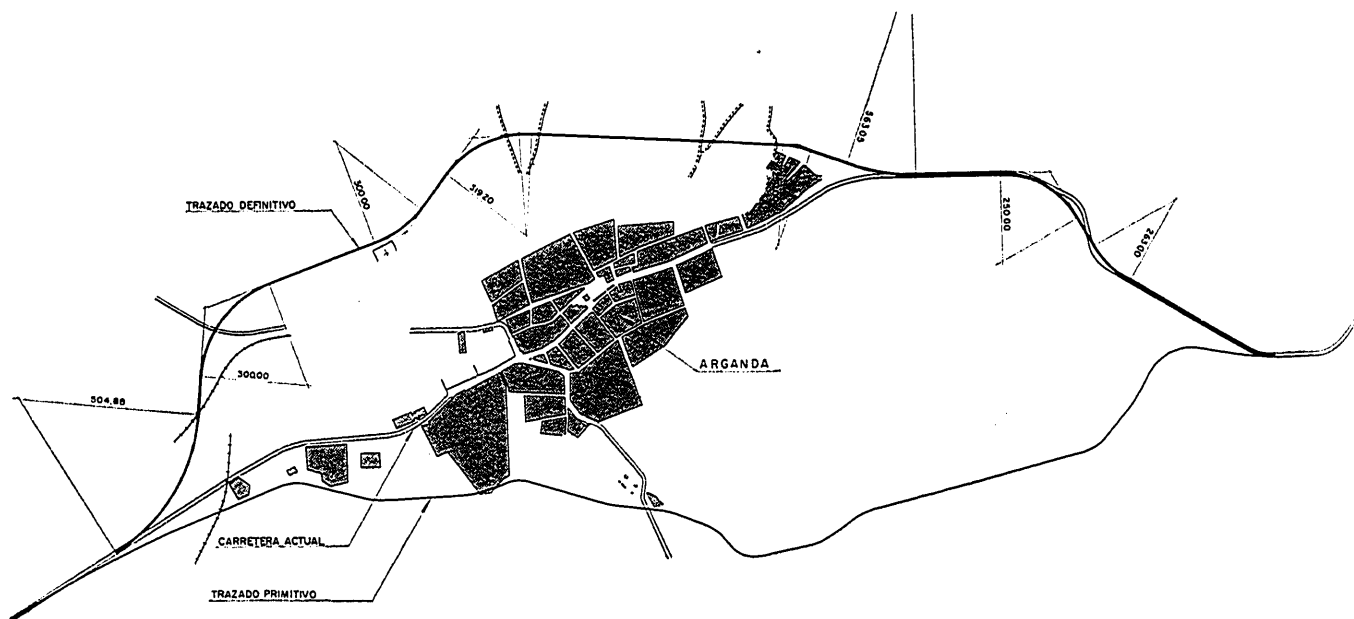 563.05
300.00
319.20
TRAZADO DEFINITIVO
250.00
263.00
ARGANDA
300.00
504,88
CARRETERA ACTUAL
TRAZADO PRIMITIVO